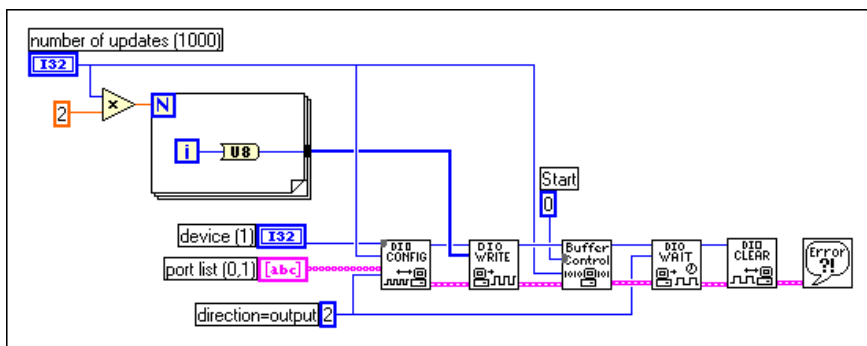 number of updates (1000)
I32
x
2
N
i
U8
Start
0
device (1)
I32
DIO
CONFIG
DIO
WRITE
Buffer
Control
DIO
WAIT
DIO
CLEAR
Error
?!
port list (0,1)
[abc]
direction=output
2